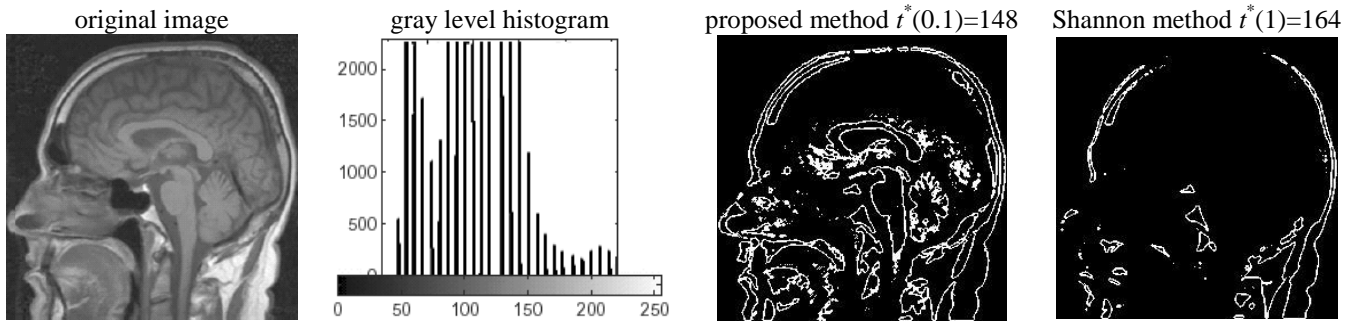 original image
gray level histogram
proposed method t*(0.1)=148
Shannon method t*(1)=164
2000
1500
1000
500
0
0 50 100 150 200 250